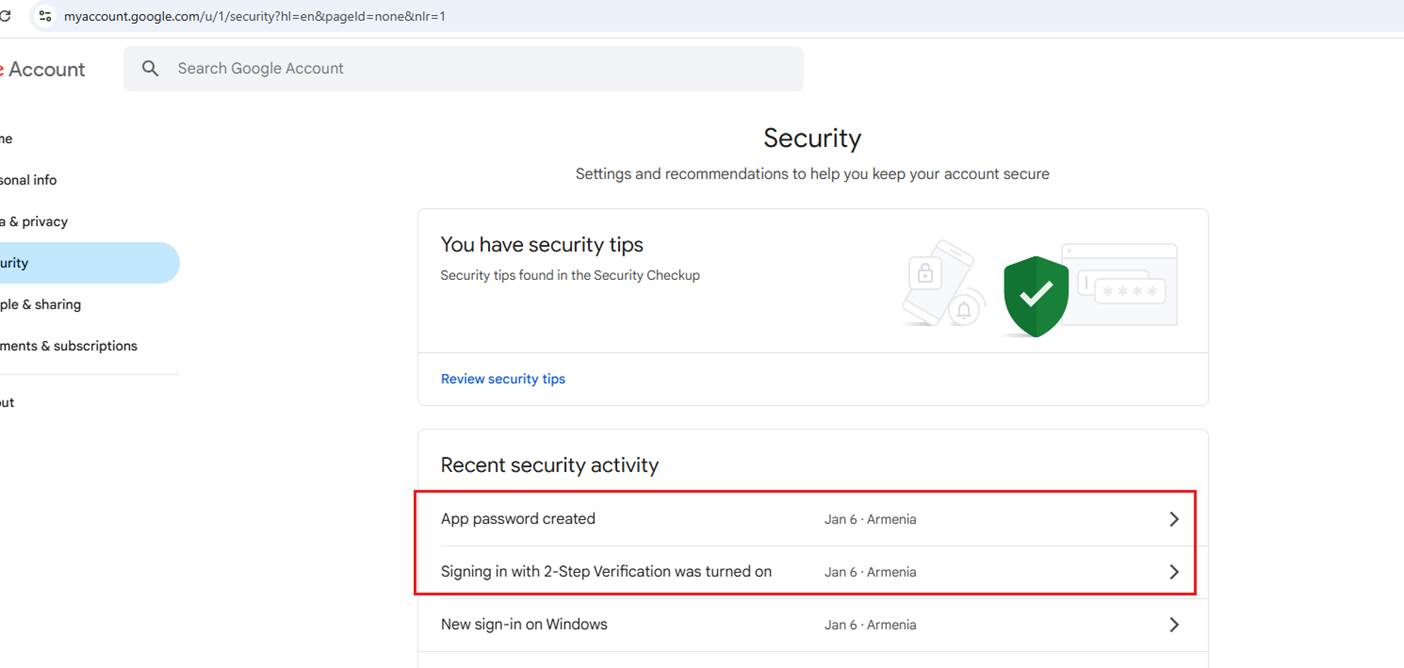 myaccount.google.com/u/1/security?hl=en&pageId=none&nlr=1
e Account
Search Google Account
me
sonal info
a & privacy
urity
ple & sharing
ments & subscriptions
out
Security
Settings and recommendations to help you keep your account secure
You have security tips
Security tips found in the Security Checkup
Review security tips
Recent security activity
App password created Jan 6 · Armenia
Signing in with 2-Step Verification was turned on Jan 6 · Armenia
New sign-in on Windows Jan 6 · Armenia